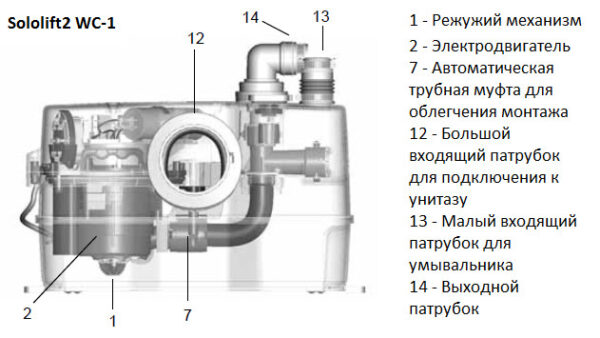 Sololift2 WC-1
14
13
12
2
1
7
1 - Режужий механизм
2 - Электродвигатель
7 - Автоматическая
трубная муфта для
облегчения монтажа
12 - Большой
входящий патрубок
для подключения к
унитазу
13 - Малый входящий
патрубок для
умывальника
14 - Выходной
патрубок